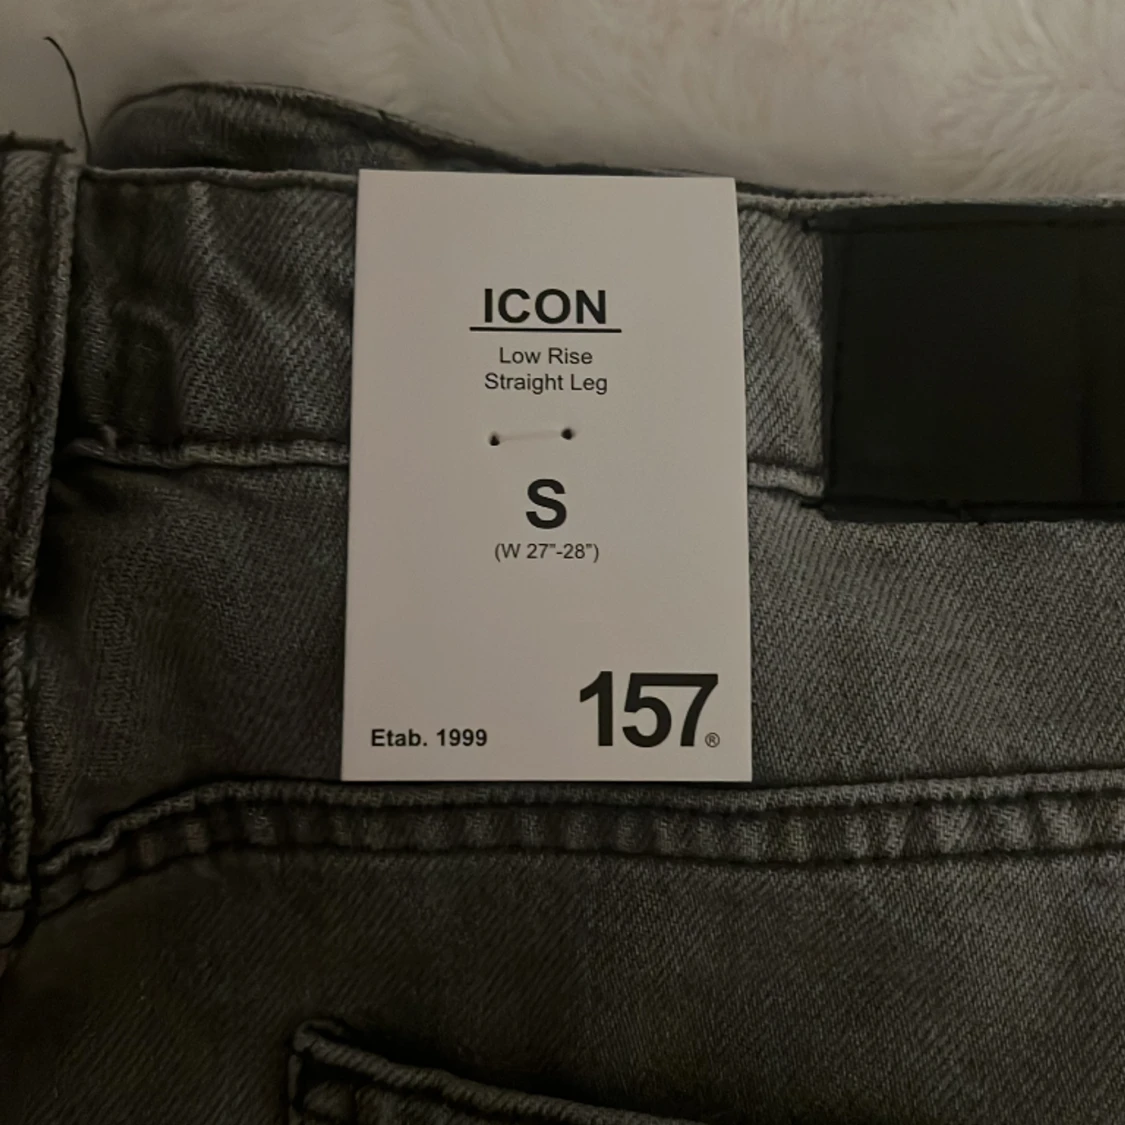 ICON
Low Rise
Straight Leg
S
(W 27”-28”)
Etab. 1999
157®